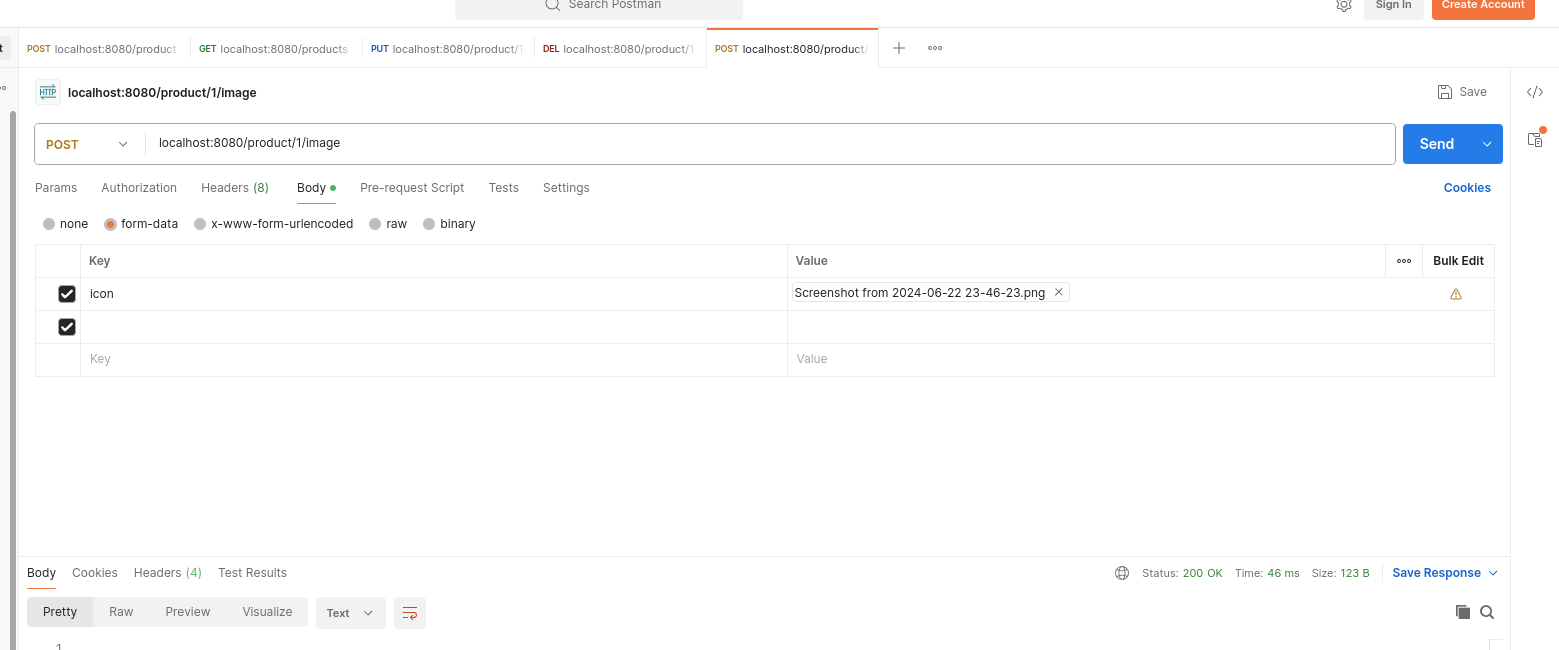 Search Postman
Sign In
Create Account
t
POST localhost:8080/product
GET localhost:8080/products
PUT localhost:8080/product/1
DEL localhost:8080/product/1
POST localhost:8080/product/
HTTP localhost:8080/product/1/image
Save
</>
POST localhost:8080/product/1/image
Send
Params Authorization Headers (8) Body Pre-request Script Tests Settings
Cookies
none form-data x-www-form-urlencoded raw binary
Key Value Bulk Edit
icon Screenshot from 2024-06-22 23-46-23.png
Key Value
Body Cookies Headers (4) Test Results
Status: 200 OK Time: 46 ms Size: 123 B Save Response
Pretty Raw Preview Visualize Text
1